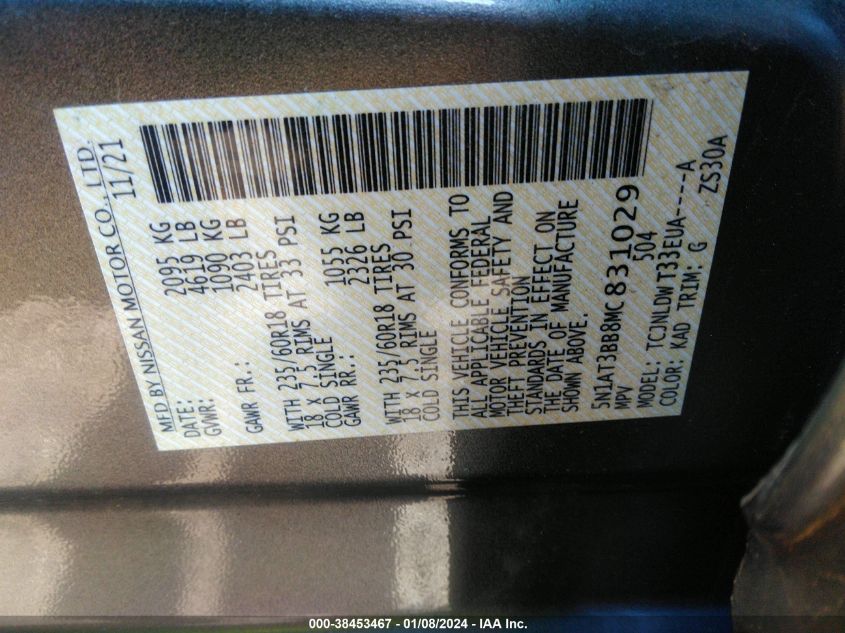 MFD BY NISSAN MOTOR CO., LTD.
DATE: 11/21
GVWR: 2095 KG
4619 LB
GAWR FR.: 1090 KG
2403 LB
WITH 235/60R18 TIRES
18 X 7.5 RIMS AT 33 PSI
COLD SINGLE
GAWR RR.: 1055 KG
2326 LB
WITH 235/60R18 TIRES
18 X 7.5 RIMS AT 30 PSI
COLD SINGLE
THIS VEHICLE CONFORMS TO
ALL APPLICABLE FEDERAL
MOTOR VEHICLE SAFETY AND
THEFT PREVENTION
STANDARDS IN EFFECT ON
THE DATE OF MANUFACTURE
SHOWN ABOVE.
5N1AT3BB8MC831029
MPV 504
MODEL: TCJNLDWT33EUA----A
COLOR: KAD TRIM: G ZS30A
000-38453467 - 01/08/2024 - IAA Inc.